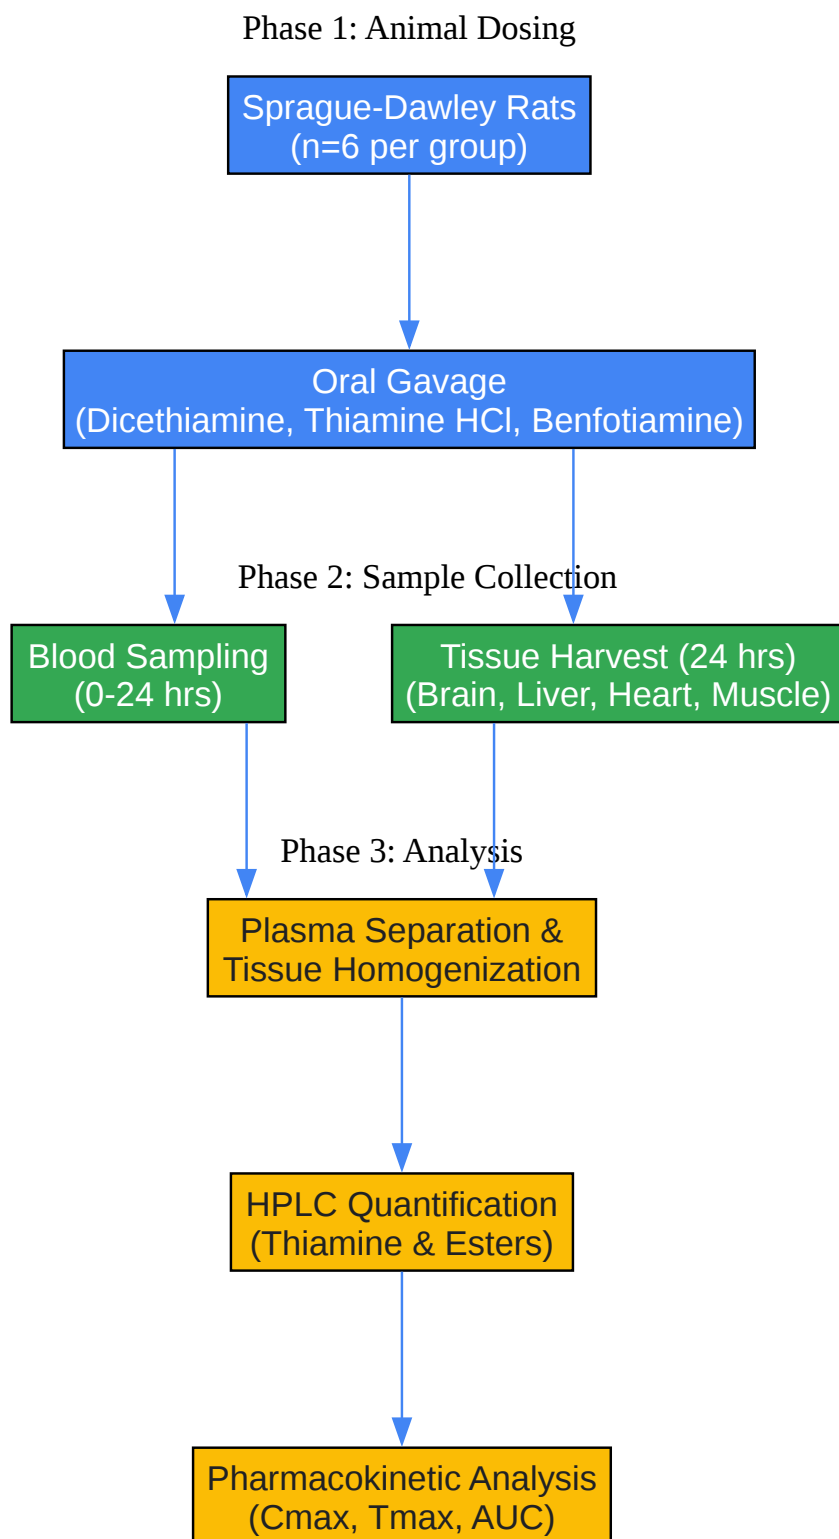 Phase 1: Animal Dosing
Sprague-Dawley Rats
(n=6 per group)
Oral Gavage
(Dicethiamine, Thiamine HCl, Benfotiamine)
Phase 2: Sample Collection
Blood Sampling
(0-24 hrs)
Tissue Harvest (24 hrs)
(Brain, Liver, Heart, Muscle)
Phase 3: Analysis
Plasma Separation &
Tissue Homogenization
HPLC Quantification
(Thiamine & Esters)
Pharmacokinetic Analysis
(Cmax, Tmax, AUC)